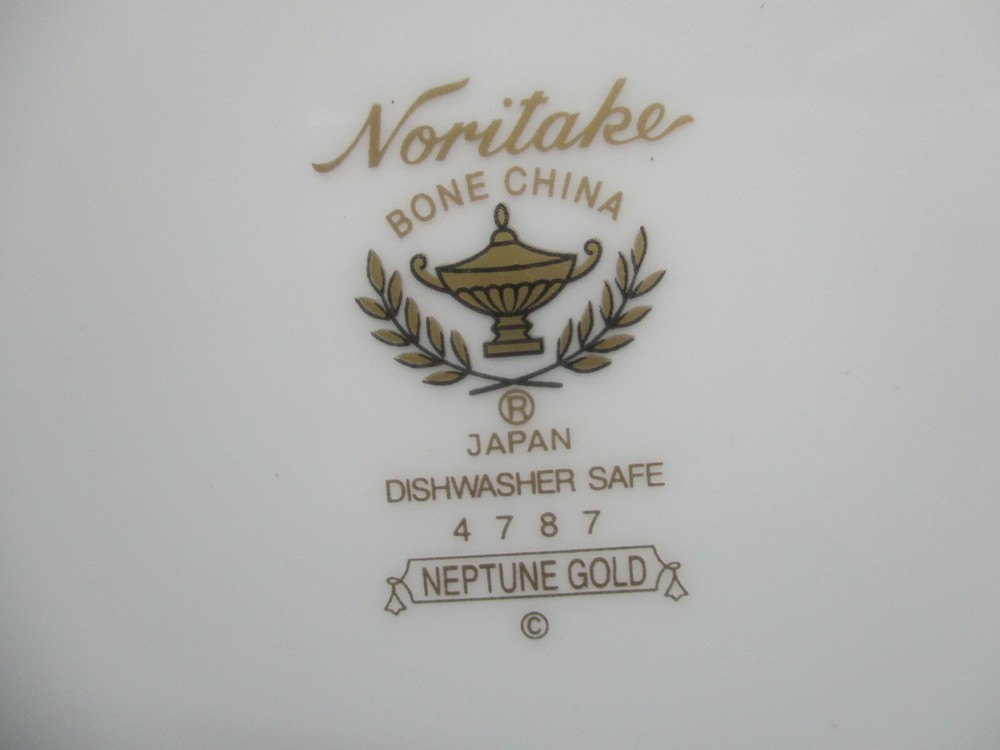 Noritake
BONE CHINA
®
JAPAN
DISHWASHER SAFE
4787
NEPTUNE GOLD
©